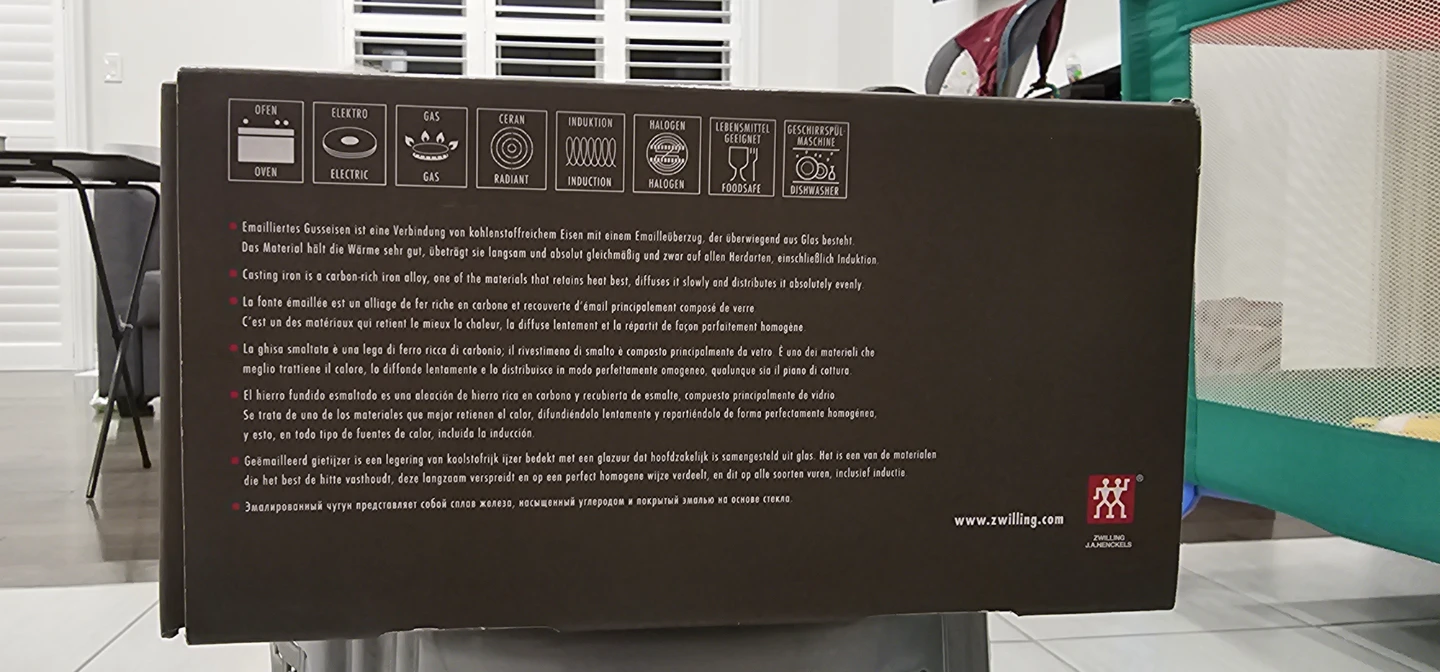 OFEN
OVEN
ELEKTRO
ELECTRIC
GAS
GAS
CERAN
RADIANT
INDUKTION
INDUCTION
HALOGEN
HALOGEN
LEBENSMITTEL
GEEIGNET
FOODSAFE
GESCHIRRSPÜL-
MASCHINE
DISHWASHER
Emailliertes Gusseisen ist eine Verbindung von kohlenstoffreichem Eisen mit einem Emailleüberzug, der überwiegend aus Glas besteht.
Das Material hält die Wärme sehr gut, übeträgt sie langsam und absolut gleichmäßig und zwar auf allen Herdarten, einschließlich Induktion.
Casting iron is a carbon-rich iron alloy, one of the materials that retains heat best, diffuses it slowly and distributes it absolutely evenly.
La fonte émaillée est un alliage de fer riche en carbone et recouverte d'émail principalement composé de verre
C'est un des matériaux qui retient le mieux la chaleur, la diffuse lentement et la répartit de façon parfaitement homogène.
La ghisa smaltata è una lega di ferro ricca di carbonio; il rivestimeno di smalto è composto principalmente da vetro È uno dei materiali che
meglio trattiene il calore, lo diffonde lentamente e lo distribuisce in modo perfettamente omogeneo, qualunque sia il piano di cottura.
El hierro fundido esmaltado es una aleación de hierro rica en carbono y recubierta de esmalte, compuesto principalmente de vidrio
Se trata de uno de los materiales que mejor retienen el calor, difundiéndolo lentamente y repartiéndolo de forma perfectamente homogénea,
y esto, en todo tipo de fuentes de calor, incluida la inducción.
Geëmailleerd gietijzer is een legering van koolstofrijk ijzer bedekt met een glazuur dat hoofdzakelijk is samengesteld uit glas. Het is een van de materialen
die het best de hitte vasthoudt, deze langzaam verspreidt en op een perfect homogene wijze verdeelt, en dit op alle soorten vuren, inclusief inductie.
Эмалированный чугун представляет собой сплав железа, насыщенный углеродом и покрытый эмалью на основе стекла.
www.zwilling.com
®
ZWILLING
J.A.HENCKELS